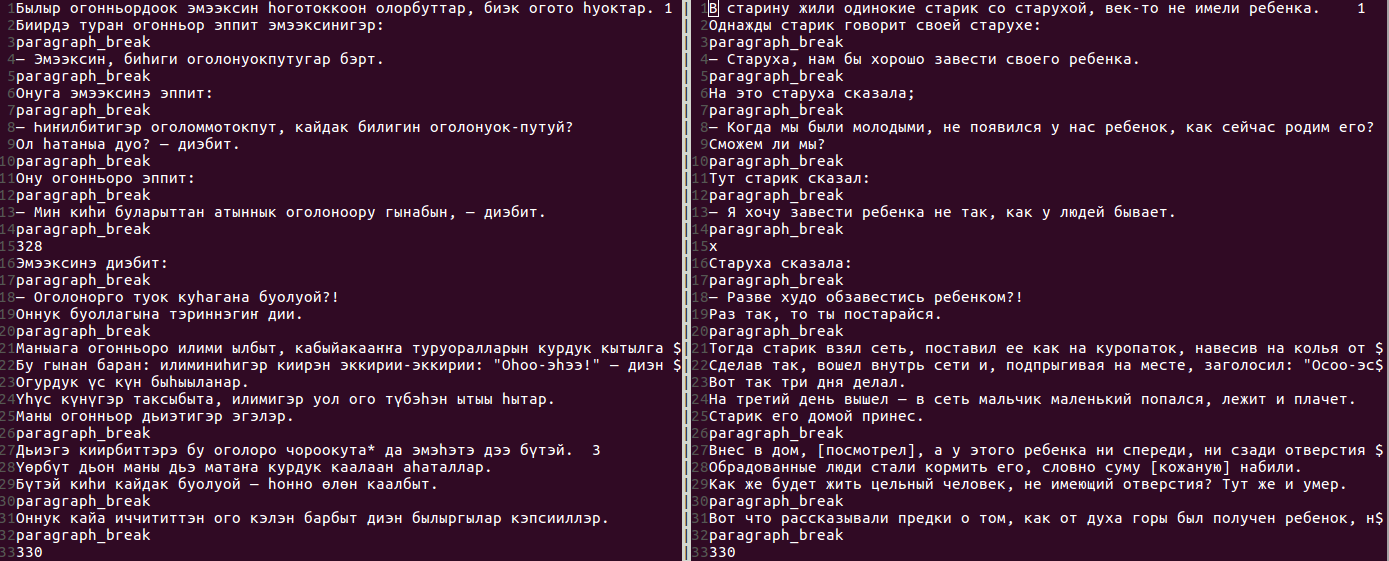 1Былыр огонньордоок эмээксин һоготоккоон олорбуттар, биэк огото һуоктар. 1
2Биирдэ туран огонньор эппит эмээксинигэр:
3paragraph_break
4— Эмээксин, биһиги оголонуокпутугар бэрт.
5paragraph_break
6Онуга эмээксинэ эппит:
7paragraph_break
8— Һиҥилбитигэр оголоммотокпут, кайдак билигин оголонуок-путуй?
9Ол һатаныа дуо? — диэбит.
10paragraph_break
11Ону огонньоро эппит:
12paragraph_break
13— Мин киһи буларыттан атыннык оголоноору гынабын, — диэбит.
14paragraph_break
15328
16Эмээксинэ диэбит:
17paragraph_break
18— Оголонорго туок куһагана буолуой?!
19Оннук буоллагына тэриннэгиҥ дии.
20paragraph_break
21Маныага огонньоро илими ылбыт, кабыйакааҥҥа туруоралларын курдук кытылга $
22Бу гынан баран: илиминиһигэр киирэн эккирии-эккирии: "Оһоо-эһээ!" — диэн $
23Огурдук үс күн быһыыланар.
24Үһүс күнүгэр таксыбыта, илимигэр уол ого түбэһэн ытыы һытар.
25Маны огонньор дьиэтигэр эгэлэр.
26paragraph_break
27Дьиэгэ киирбиттэрэ бу оголоро чороокута* да эмэһэтэ дээ бүтэй. 3
28Үөрбүт дьон маны дьэ матаҥа курдук каалаан аһаталлар.
29Бүтэй киһи кайдак буолуой — һонно өлөн каалбыт.
30paragraph_break
31Оннук кайа иччититтэн ого кэлэн барбыт диэн былыргылар кэпсииллэр.
32paragraph_break
33330
1В старину жили одинокие старик со старухой, век-то не имели ребенка. 1
2Однажды старик говорит своей старухе:
3paragraph_break
4— Старуха, нам бы хорошо завести своего ребенка.
5paragraph_break
6На это старуха сказала;
7paragraph_break
8— Когда мы были молодыми, не появился у нас ребенок, как сейчас родим его?
9Сможем ли мы?
10paragraph_break
11Тут старик сказал:
12paragraph_break
13— Я хочу завести ребенка не так, как у людей бывает.
14paragraph_break
15x
16Старуха сказала:
17paragraph_break
18— Разве худо обзавестись ребенком?!
19Раз так, то ты постарайся.
20paragraph_break
21Тогда старик взял сеть, поставил ее как на куропаток, навесив на колья от $
22Сделав так, вошел внутрь сети и, подпрыгивая на месте, заголосил: "Осоо-эс$
23Вот так три дня делал.
24На третий день вышел — в сеть мальчик маленький попался, лежит и плачет.
25Старик его домой принес.
26paragraph_break
27Внес в дом, [посмотрел], а у этого ребенка ни спереди, ни сзади отверстия $
28Обрадованные люди стали кормить его, словно суму [кожаную] набили.
29Как же будет жить цельный человек, не имеющий отверстия? Тут же и умер.
30paragraph_break
31Вот что рассказывали предки о том, как от духа горы был получен ребенок, н$
32paragraph_break
33330